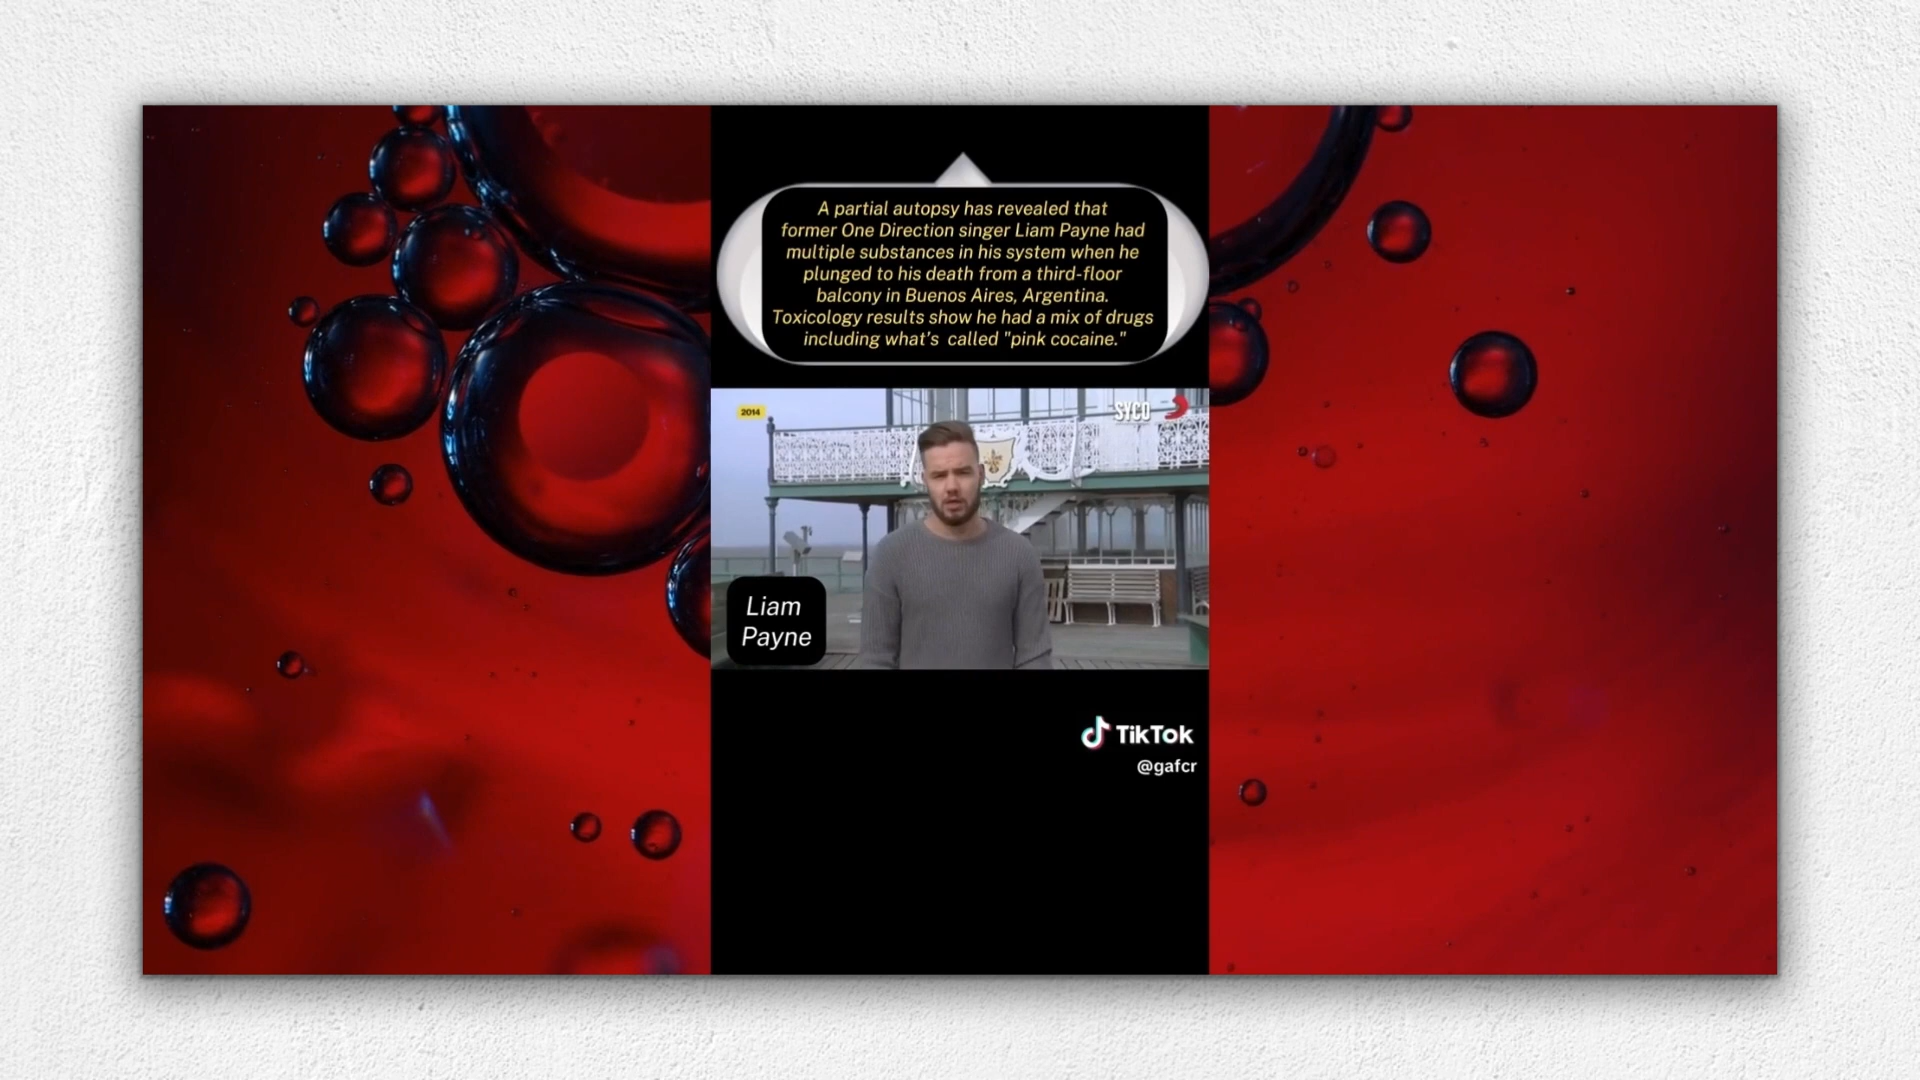 A partial autopsy has revealed that
former One Direction singer Liam Payne had
multiple substances in his system when he
plunged to his death from a third-floor
balcony in Buenos Aires, Argentina.
Toxicology results show he had a mix of drugs
including what's called "pink cocaine."
2014
SYCO
Liam
Payne
TikTok
@gafcr